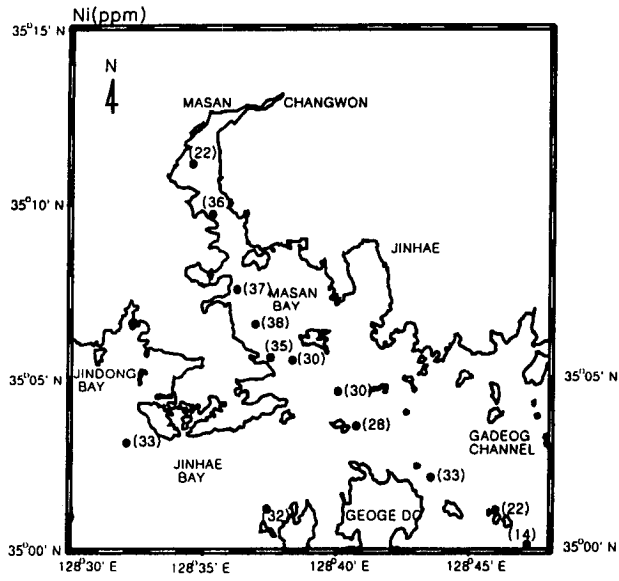 Ni(ppm)
35°15' N
N
MASAN CHANGWON
(22)
35°10' N
(36)
JINHAE
(37)
MASAN
BAY
(38)
(35)
(30)
JINDONG
BAY
35°05' N
35°05' N
(30)
(28)
GADEOG
CHANNEL
(33)
JINHAE
BAY
(33)
32)
GEOGE DO
(22)
(14)
35°00' N
35°00' N
128°30' E
128°35' E
128°40' E
128°45' E